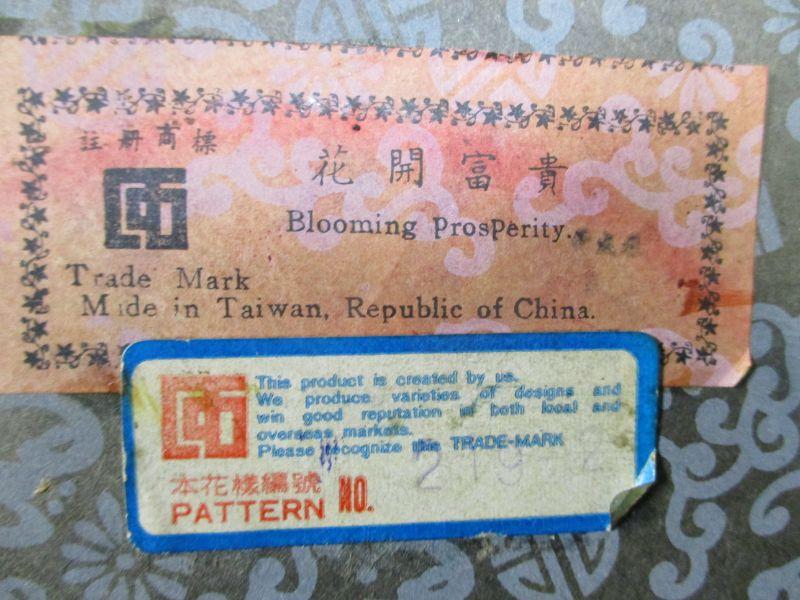 註冊商標
花開富貴
Blooming Prosperity.
Trade Mark
Made in Taiwan, Republic of China.
This product is created by us.
We produce varieties of designs and
win good reputation in both local and
overseas markets.
Please recognize this TRADE-MARK
本花樣編號
PATTERN NO.